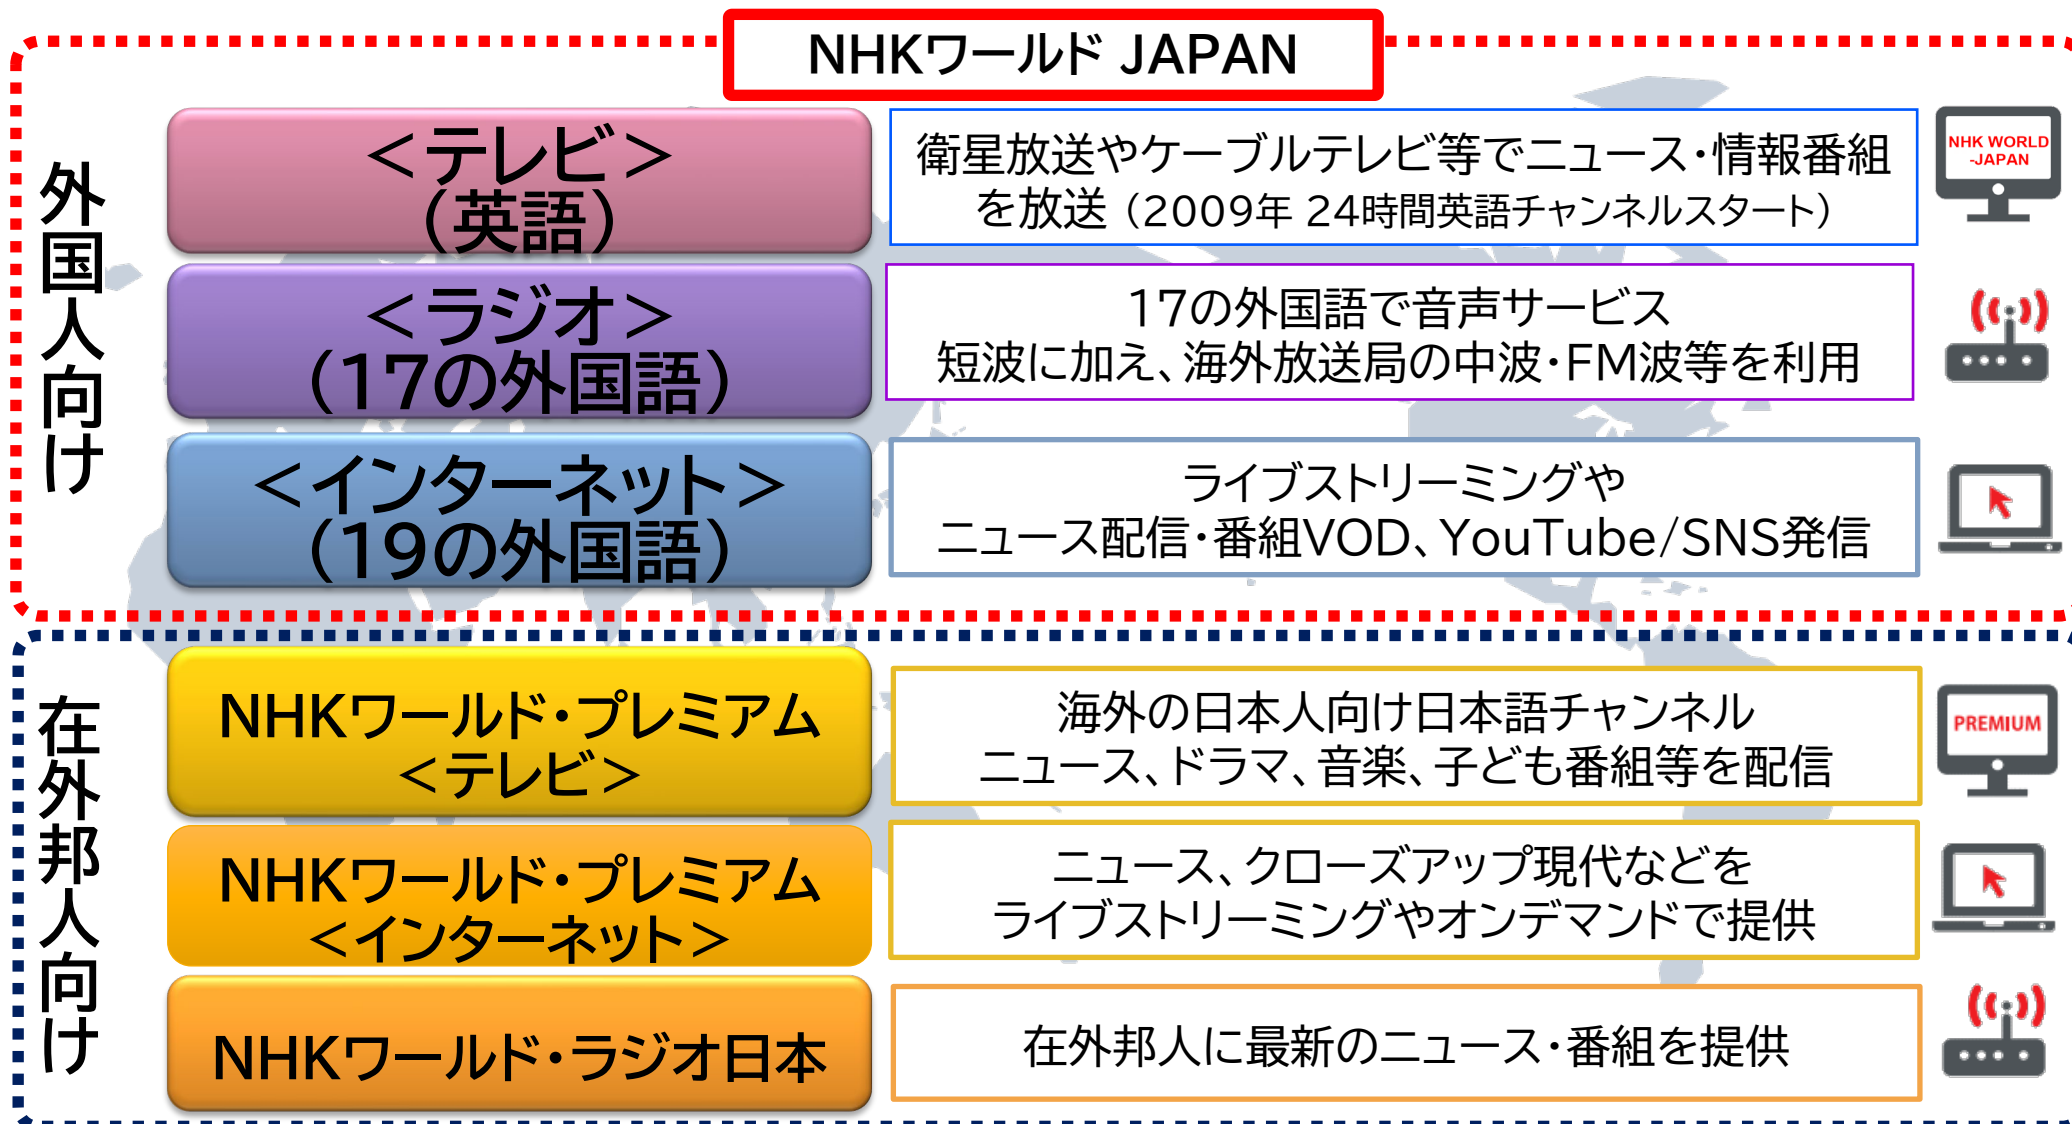 NHKワールド JAPAN
外国人向け
<テレビ>
(英語)
衛星放送やケーブルテレビ等でニュース・情報番組
を放送(2009年 24時間英語チャンネルスタート)
NHK WORLD
-JAPAN
<ラジオ>
(17の外国語)
17の外国語で音声サービス
短波に加え、海外放送局の中波・FM波等を利用
<インターネット>
(19の外国語)
ライブストリーミングや
ニュース配信・番組VOD、YouTube/SNS発信
在外邦人向け
NHKワールド・プレミアム
<テレビ>
海外の日本人向け日本語チャンネル
ニュース、ドラマ、音楽、子ども番組等を配信
PREMIUM
NHKワールド・プレミアム
<インターネット>
ニュース、クローズアップ現代などを
ライブストリーミングやオンデマンドで提供
NHKワールド・ラジオ日本
在外邦人に最新のニュース・番組を提供